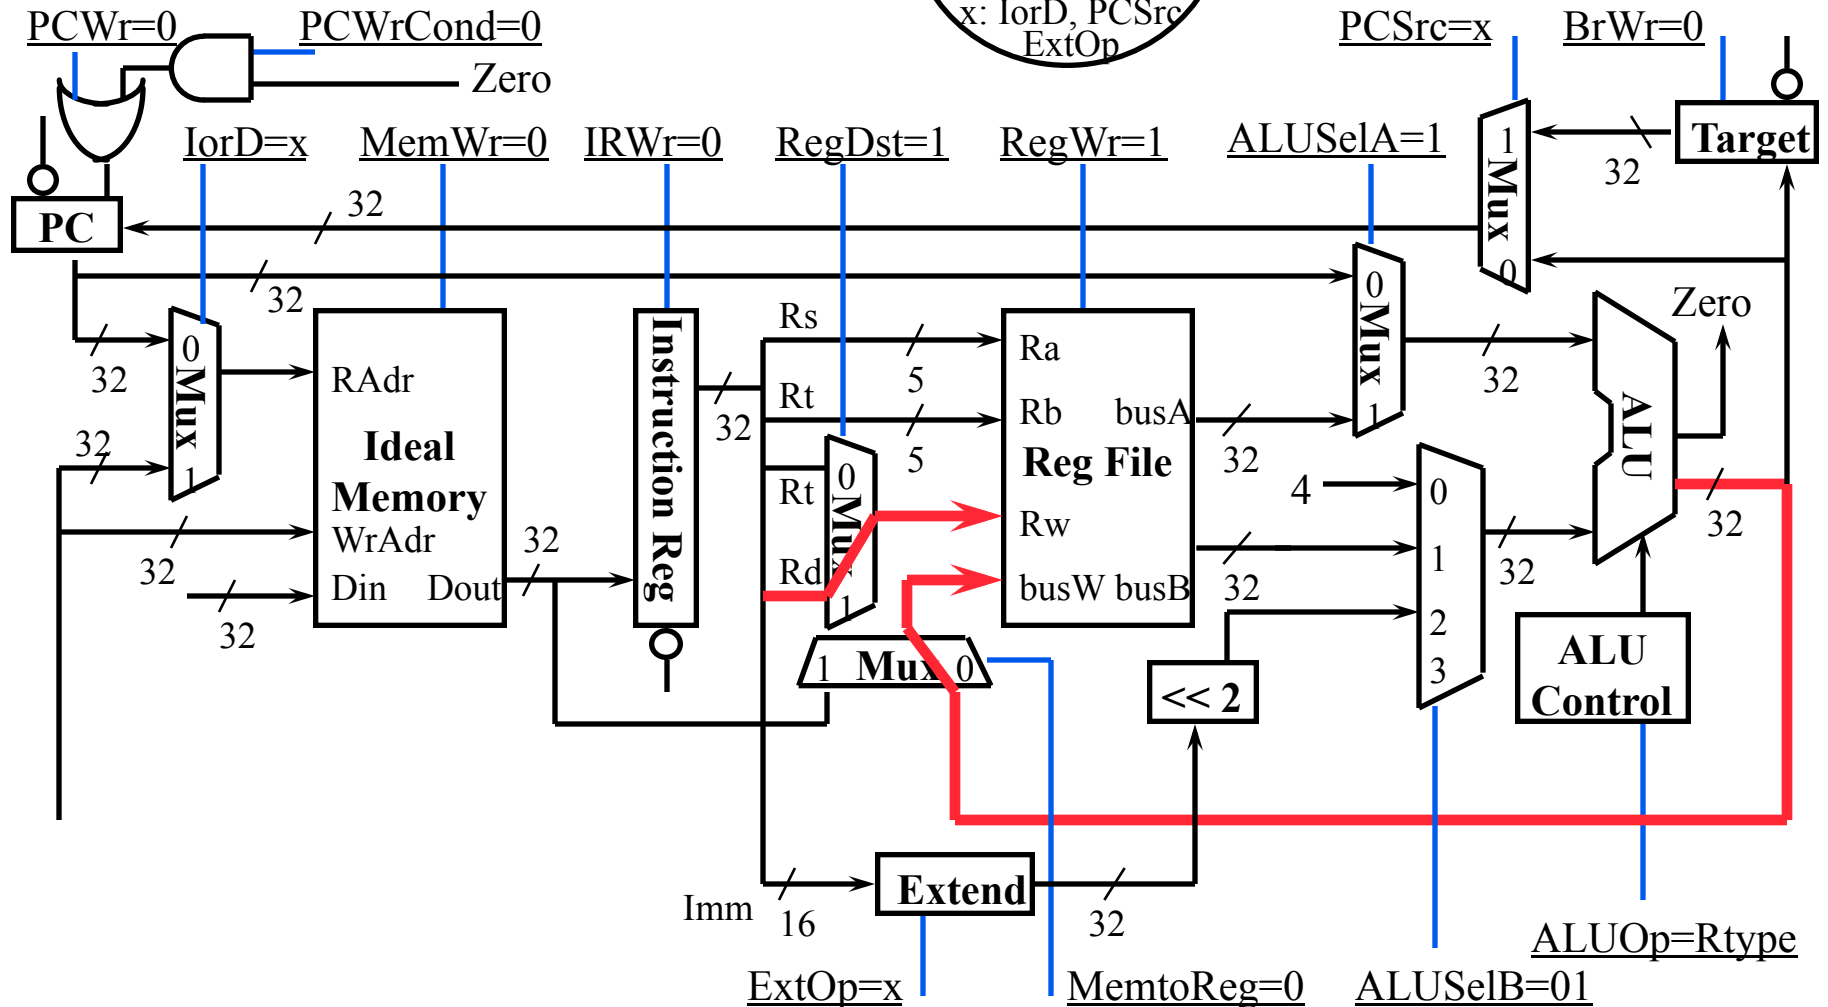 x: IorD, PCSrc
ExtOp
PCWr=0
PCWrCond=0
PCSrc=x
BrWr=0
Zero
IorD=x
MemWr=0
IRWr=0
RegDst=1
RegWr=1
ALUSelA=1
1
Mux
0
Target
32
PC
32
32
0
Mux
1
Zero
32
0
Mux
1
32
RAdr
Ideal
Memory
WrAdr
Din
Dout
32
32
32
32
Instruction Reg
32
Rs
5
Rt
5
Rt
Rd
0
Mux
1
Ra
Rb
busA
Reg File
Rw
busW
busB
32
32
4
0
1
2
3
32
32
ALU
32
1
Mux
0
<< 2
ALU
Control
Imm
16
Extend
32
ALUOp=Rtype
ExtOp=x
MemtoReg=0
ALUSelB=01